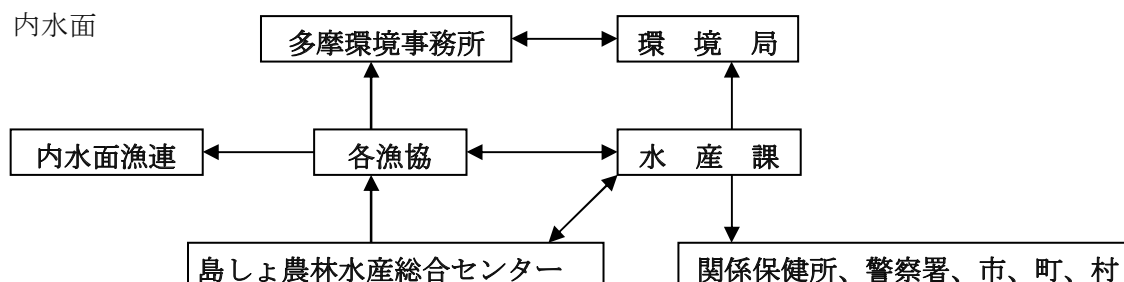 内水面
多摩環境事務所
環 境 局
内水面漁連
各漁協
水 産 課
島しょ農林水産総合センター
関係保健所、警察署、市、町、村